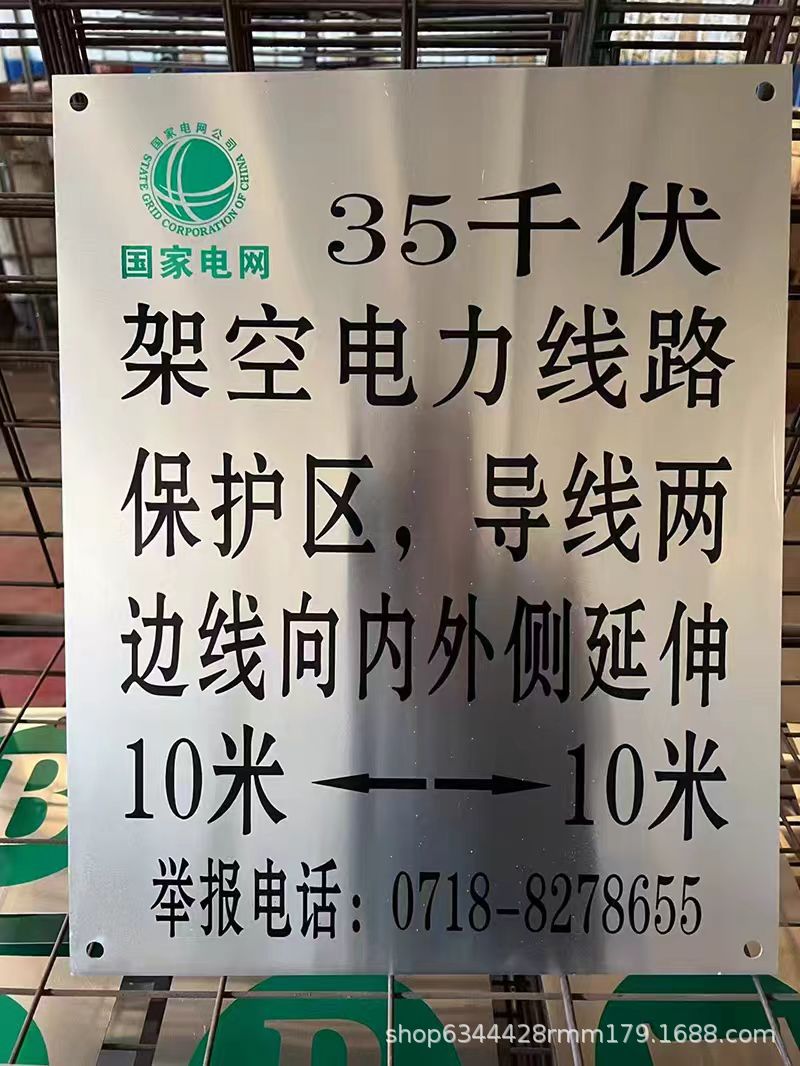 国家电网公司
STATE GRID CORPORATION OF CHINA
国家电网
35千伏
架空电力线路
保护区，导线两
边线向内外侧延伸
10米 10米
举报电话：0718-8278655
B
shop6344428rmm179.1688.com